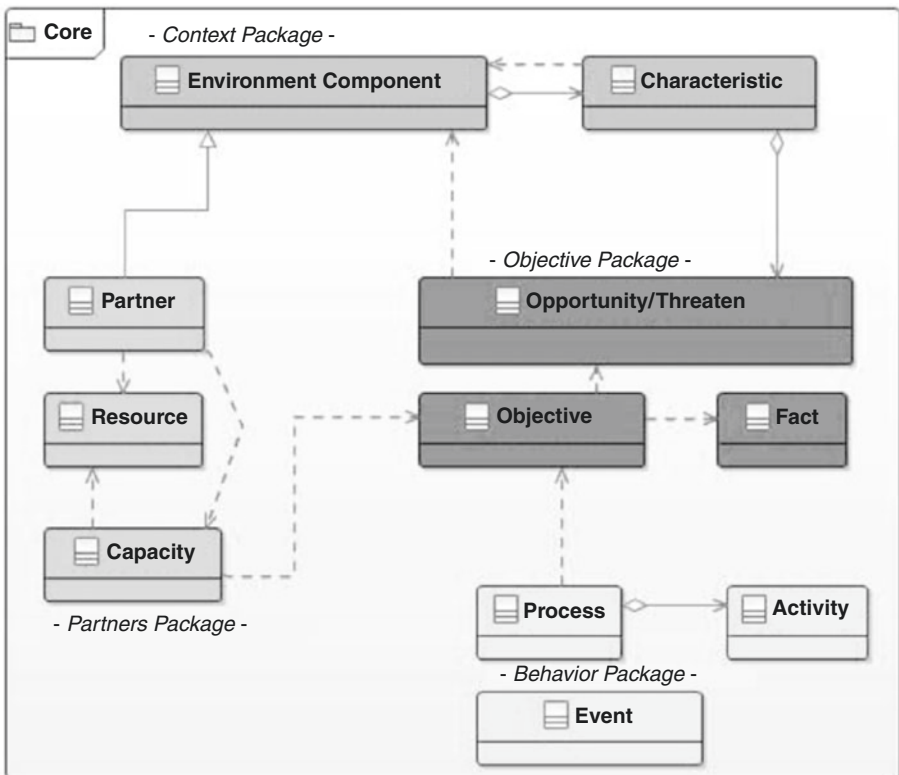 Core
- Context Package -
Environment Component
Characteristic
- Objective Package -
Partner
Opportunity/Threaten
Resource
Objective
Fact
Capacity
- Partners Package -
Process
Activity
- Behavior Package -
Event